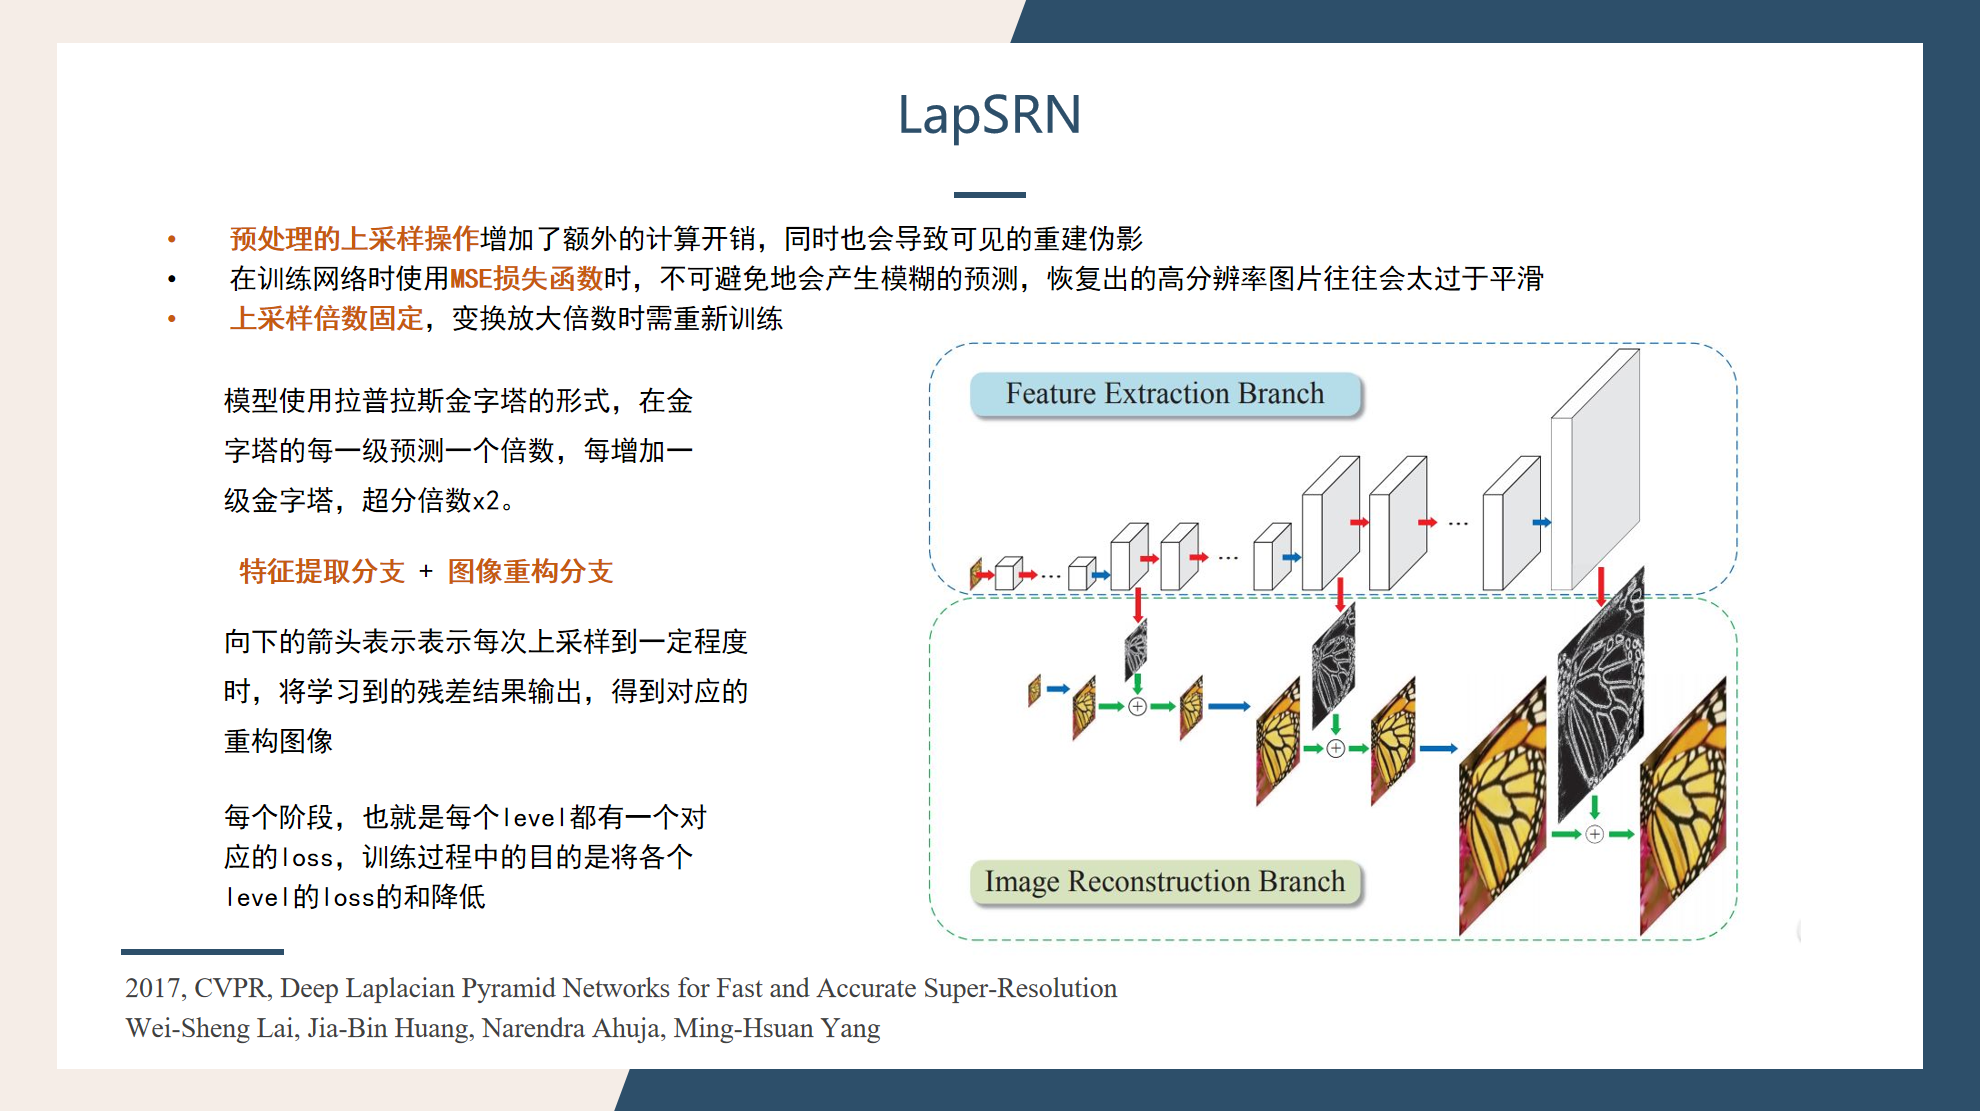 LapSRN
• 预处理的上采样操作增加了额外的计算开销，同时也会导致可见的重建伪影
• 在训练网络时使用MSE损失函数时，不可避免地会产生模糊的预测，恢复出的高分辨率图片往往会太过于平滑
• 上采样倍数固定，变换放大倍数时需重新训练
模型使用拉普拉斯金字塔的形式，在金
字塔的每一级预测一个倍数，每增加一
级金字塔，超分倍数x2。
特征提取分支 + 图像重构分支
向下的箭头表示表示每次上采样到一定程度
时，将学习到的残差结果输出，得到对应的
重构图像
每个阶段，也就是每个level都有一个对
应的loss，训练过程中的目的是将各个
level的loss的和降低
Feature Extraction Branch
...
...
...
Image Reconstruction Branch
2017, CVPR, Deep Laplacian Pyramid Networks for Fast and Accurate Super-Resolution
Wei-Sheng Lai, Jia-Bin Huang, Narendra Ahuja, Ming-Hsuan Yang